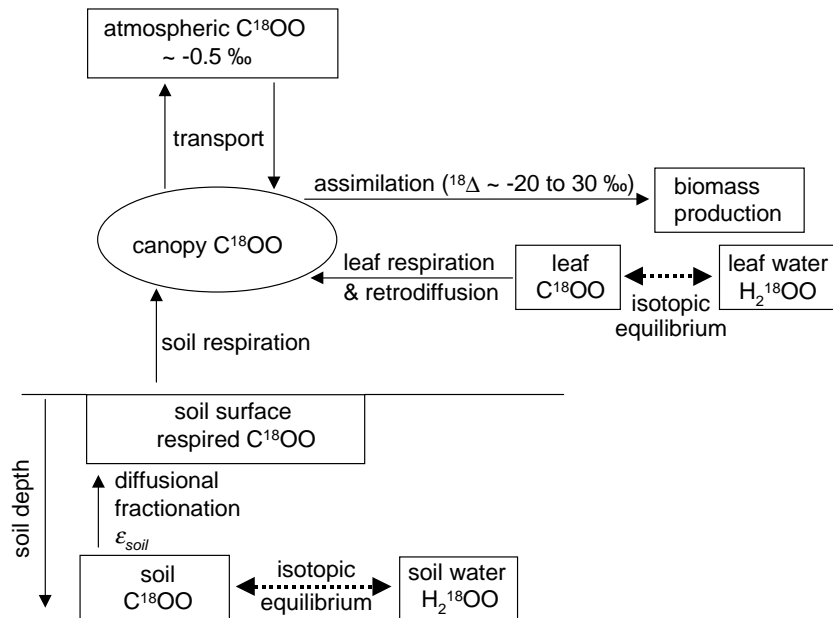 atmospheric C¹⁸OO
~ -0.5 ‰
transport
assimilation (¹⁸Δ ~ -20 to 30 ‰)
biomass
production
canopy C¹⁸OO
leaf respiration
& retrodiffusion
leaf
C¹⁸OO
leaf water
H₂¹⁸OO
isotopic
equilibrium
soil respiration
soil surface
respired C¹⁸OO
soil depth
diffusional
fractionation
εsoil
soil
C¹⁸OO
isotopic
equilibrium
soil water
H₂¹⁸OO